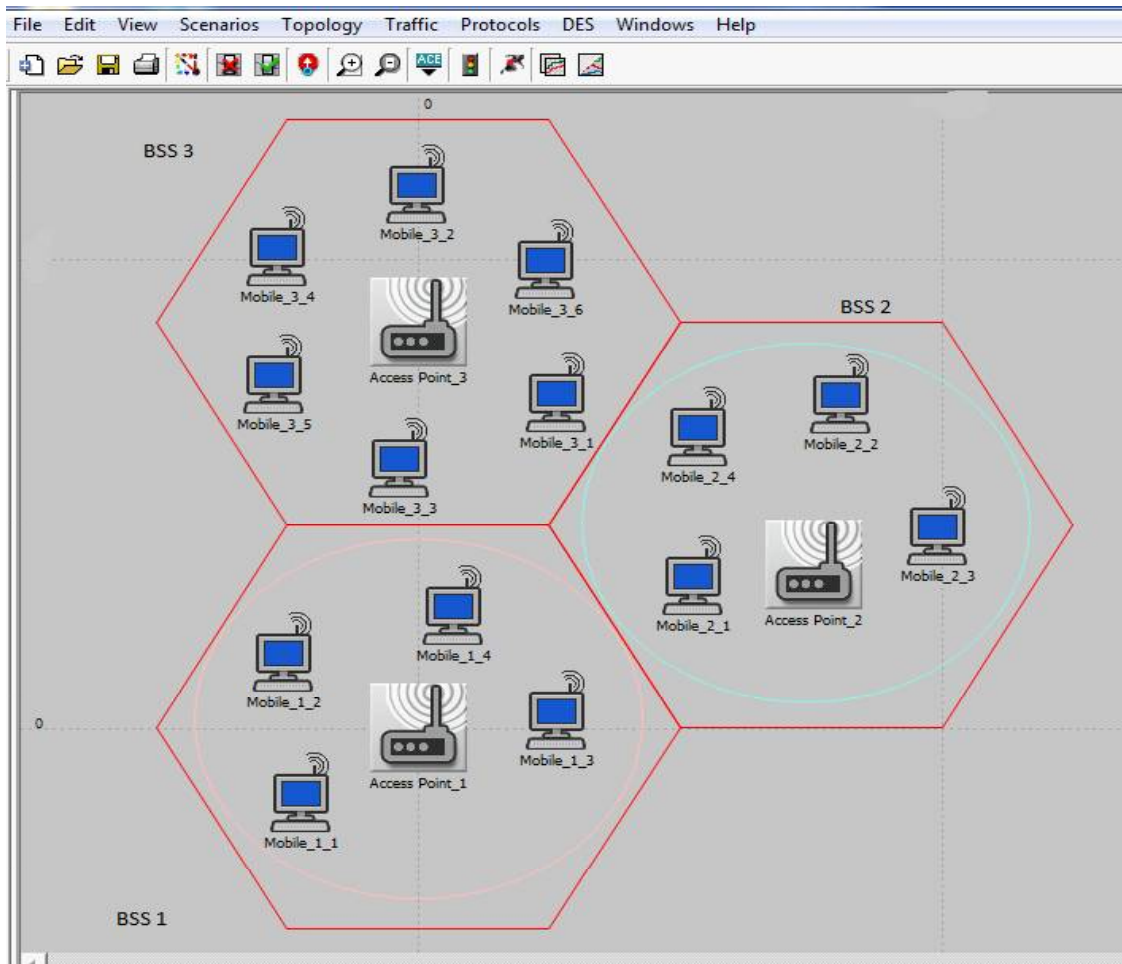 File Edit View Scenarios Topology Traffic Protocols DES Windows Help
ACE
0
BSS 3
Mobile_3_2
Mobile_3_4
Mobile_3_6
BSS 2
Access Point_3
Mobile_3_5
Mobile_3_1
Mobile_2_2
Mobile_2_4
Mobile_3_3
Mobile_2_3
Access Point_2
Mobile_2_1
Mobile_1_4
Mobile_1_2
0
Mobile_1_3
Access Point_1
Mobile_1_1
BSS 1